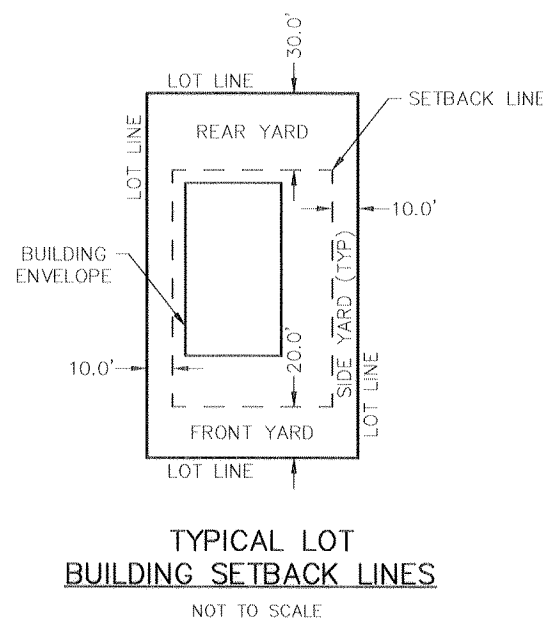 30.0'
LOT LINE
SETBACK LINE
REAR YARD
LOT LINE
10.0'
BUILDING
ENVELOPE
SIDE YARD (TYP)
20.0'
10.0'
LOT LINE
FRONT YARD
LOT LINE
TYPICAL LOT
BUILDING SETBACK LINES
NOT TO SCALE